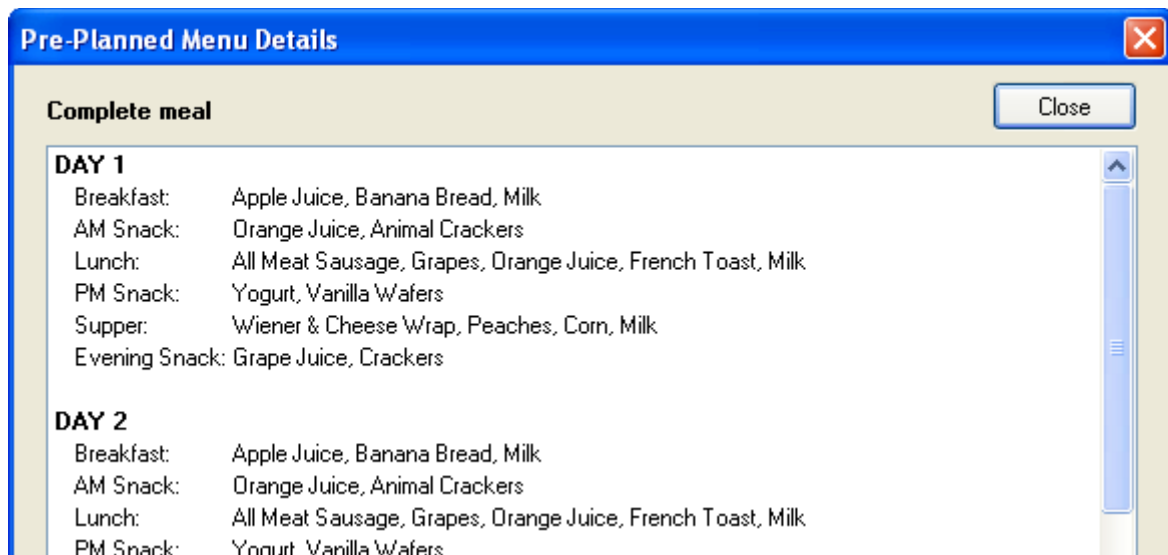 Pre-Planned Menu Details
Complete meal
Close
DAY 1
Breakfast: Apple Juice, Banana Bread, Milk
AM Snack: Orange Juice, Animal Crackers
Lunch: All Meat Sausage, Grapes, Orange Juice, French Toast, Milk
PM Snack: Yogurt, Vanilla Wafers
Supper: Wiener & Cheese Wrap, Peaches, Corn, Milk
Evening Snack: Grape Juice, Crackers
DAY 2
Breakfast: Apple Juice, Banana Bread, Milk
AM Snack: Orange Juice, Animal Crackers
Lunch: All Meat Sausage, Grapes, Orange Juice, French Toast, Milk
PM Snack: Yogurt, Vanilla Wafers